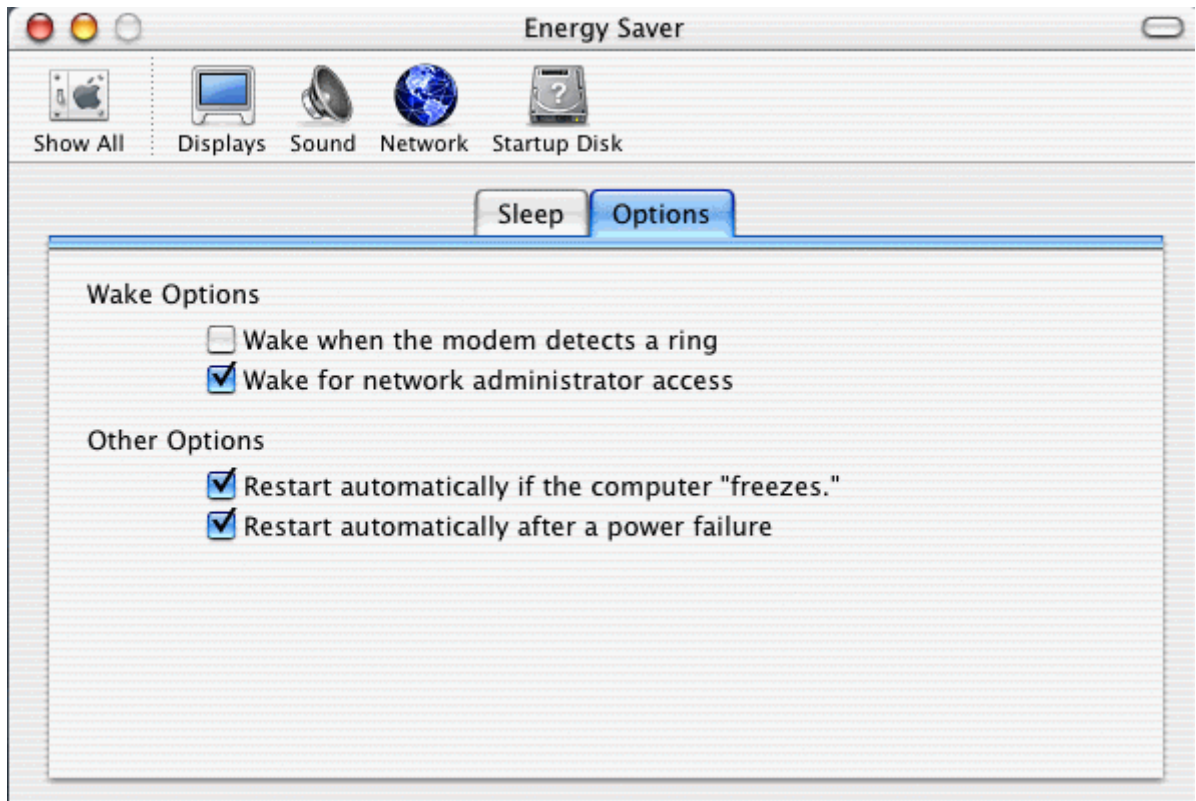 Energy Saver
Show All
Displays
Sound
Network
Startup Disk
Sleep
Options
Wake Options
Wake when the modem detects a ring
Wake for network administrator access
Other Options
Restart automatically if the computer "freezes."
Restart automatically after a power failure